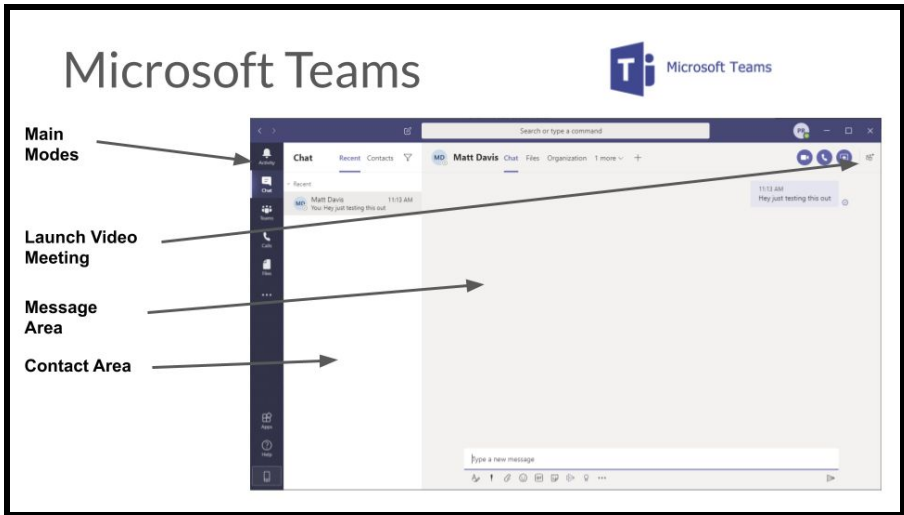 Microsoft Teams
Microsoft Teams
Main
Modes
Launch Video
Meeting
Message
Area
Contact Area
Search or type a command
Activity
Chat
Teams
Calls
Files
Apps
Help
Chat
Recent Contacts
Recent
MD
Matt Davis 11:13 AM
You: Hey just testing this out
MD Matt Davis Chat Files Organization 1 more +
11:13 AM
Hey just testing this out
Type a new message